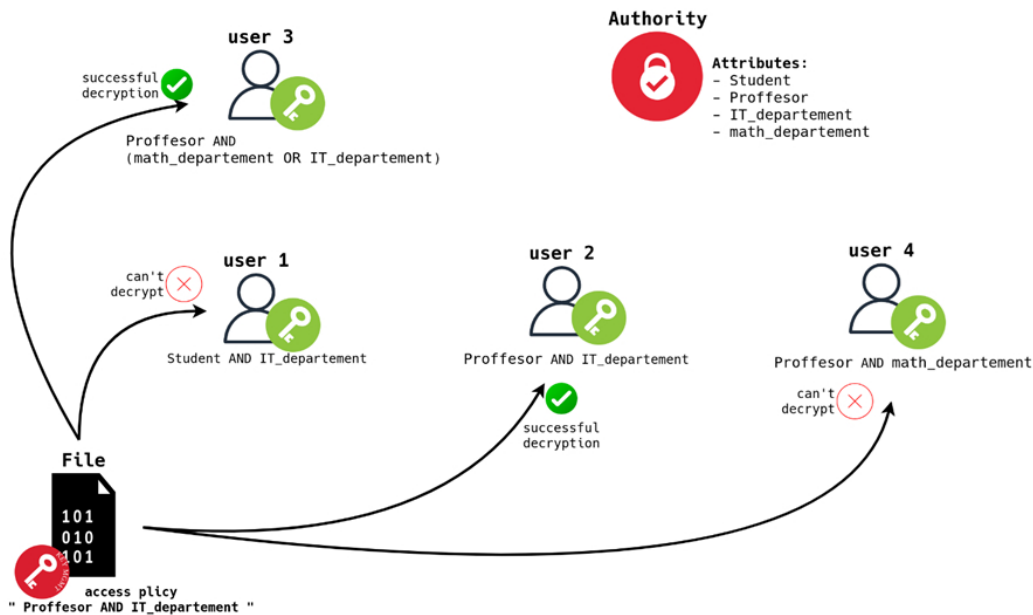 Authority
Attributes:
- Student
- Proffesor
- IT_departement
- math_departement
user 3
successful
decryption
Proffesor AND
(math_departement OR IT_departement)
user 1
can't
decrypt
Student AND IT_departement
user 2
Proffesor AND IT_departement
successful
decryption
user 4
Proffesor AND math_departement
can't
decrypt
File
101
010
101
KEY MGMT
access plicy
" Proffesor AND IT_departement "